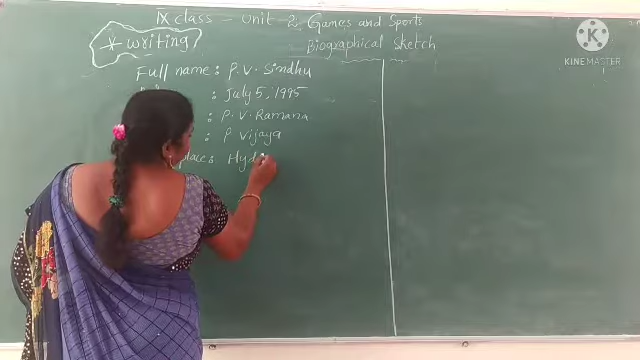 IX class - Unit - 2 Games and Sports
* writing
Biographical sketch
Full name : P. V. Sindhu
: July 5, 1995
: P. V. Ramana
: P Vijaya
place : Hyd
K
KINEMASTER